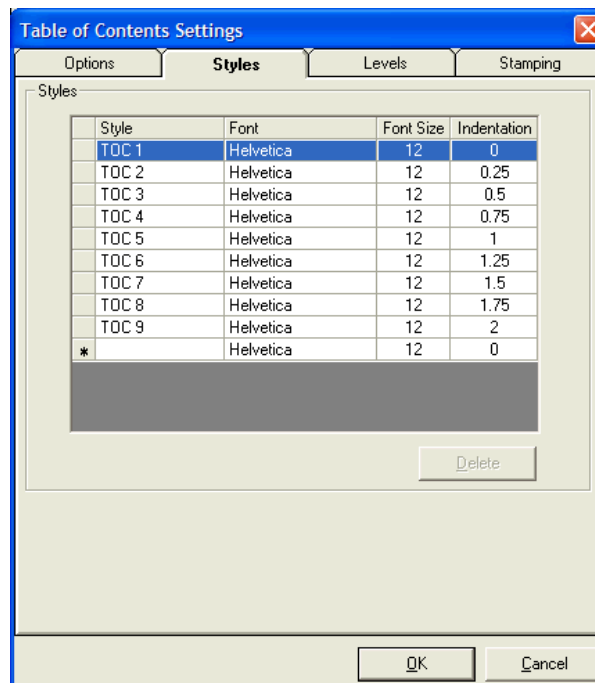 Table of Contents Settings
Options Styles Levels Stamping
Styles
Style Font Font Size Indentation
TOC 1 Helvetica 12 0
TOC 2 Helvetica 12 0.25
TOC 3 Helvetica 12 0.5
TOC 4 Helvetica 12 0.75
TOC 5 Helvetica 12 1
TOC 6 Helvetica 12 1.25
TOC 7 Helvetica 12 1.5
TOC 8 Helvetica 12 1.75
TOC 9 Helvetica 12 2
* Helvetica 12 0
Delete
OK Cancel